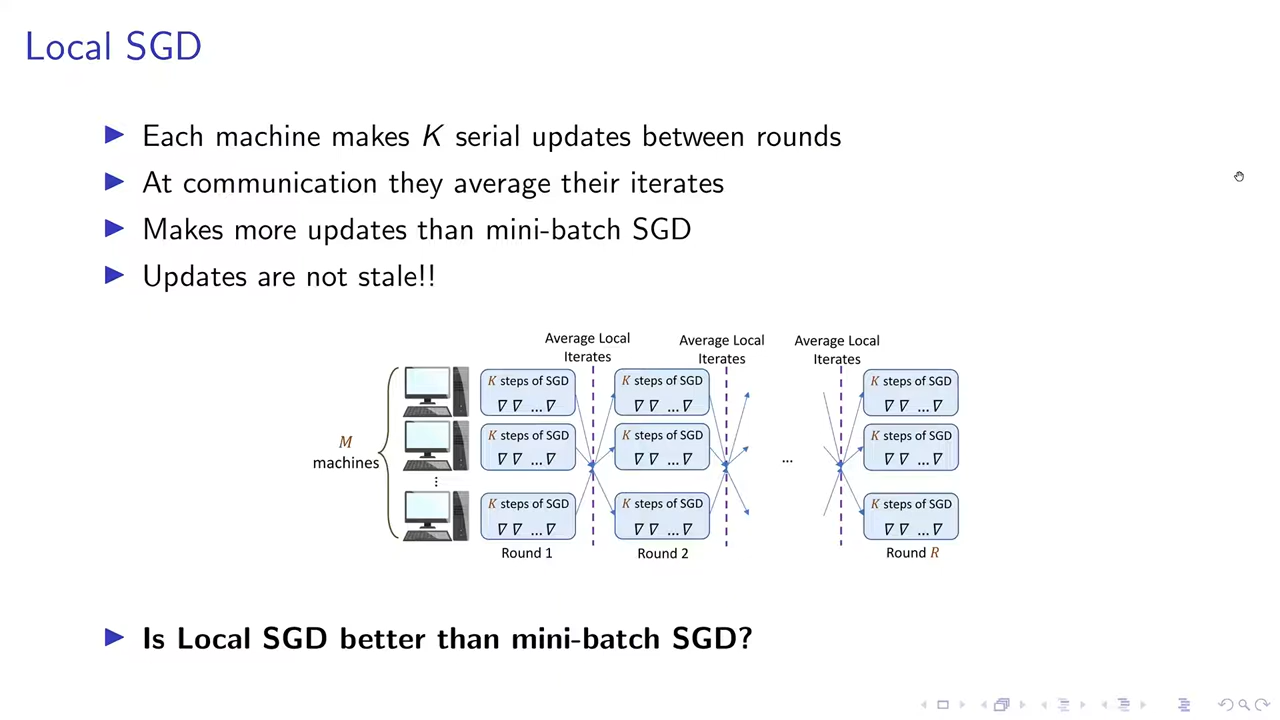 Local SGD
Each machine makes K serial updates between rounds
At communication they average their iterates
Makes more updates than mini-batch SGD
Updates are not stale!!
Average Local
Iterates
Average Local
Iterates
Average Local
Iterates
M
machines
K steps of SGD
∇ ∇ ...∇
K steps of SGD
∇ ∇ ...∇
K steps of SGD
∇ ∇ ...∇
K steps of SGD
∇ ∇ ...∇
K steps of SGD
∇ ∇ ...∇
K steps of SGD
∇ ∇ ...∇
...
K steps of SGD
∇ ∇ ...∇
K steps of SGD
∇ ∇ ...∇
K steps of SGD
∇ ∇ ...∇
Round 1
Round 2
Round R
Is Local SGD better than mini-batch SGD?